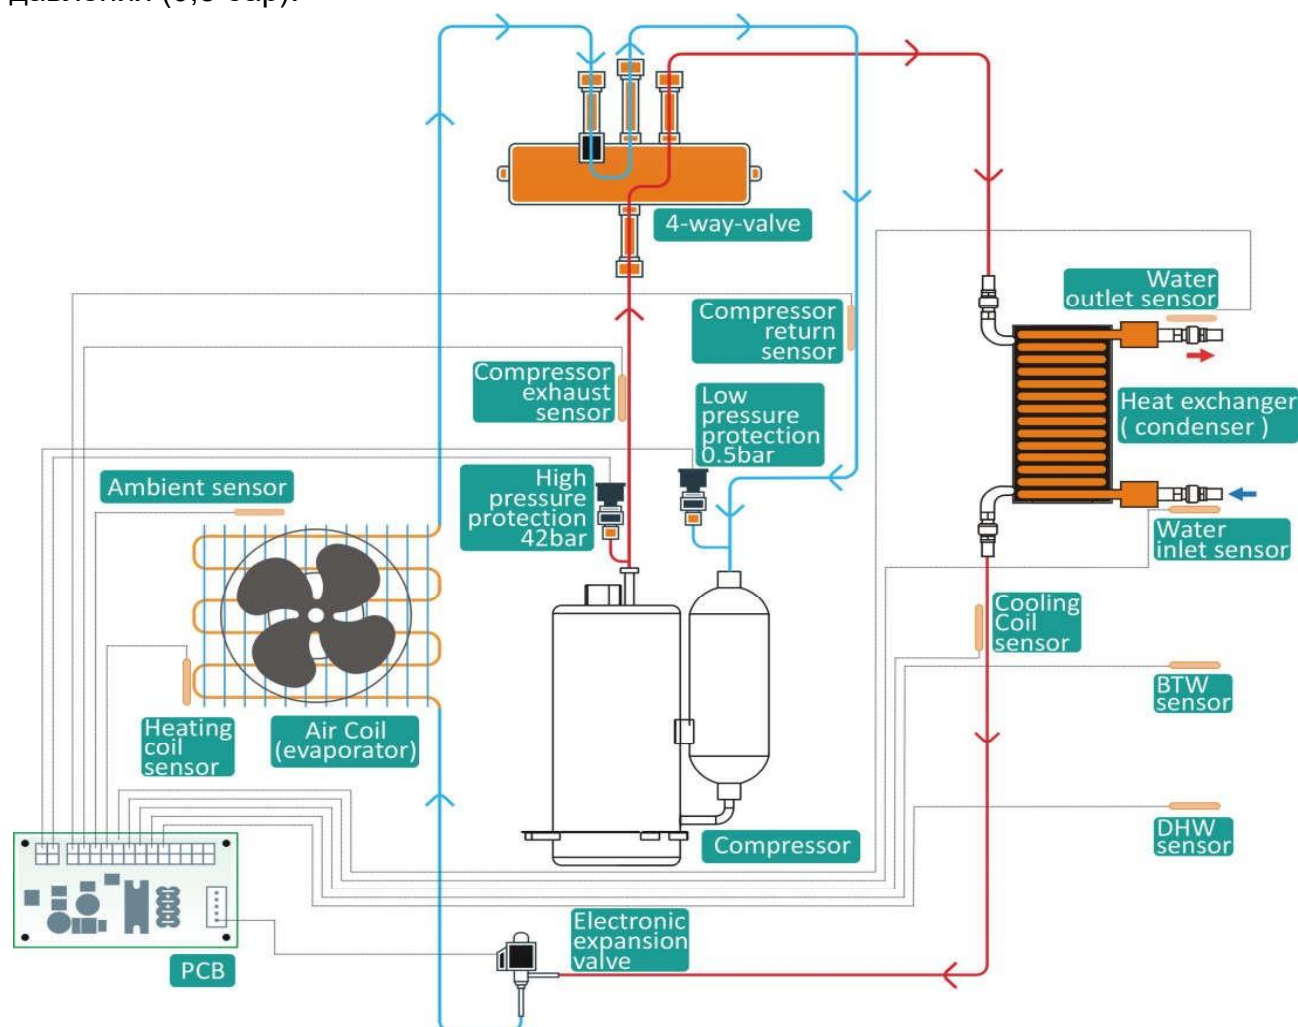 4-way-valve
Water
outlet sensor
Compressor
return
sensor
Compressor
exhaust
sensor
Low
pressure
protection
0.5bar
Heat exchanger
( condenser )
High
pressure
protection
42bar
Ambient sensor
Water
inlet sensor
Cooling
Coil
sensor
BTW
sensor
Heating
coil
sensor
Air Coil
(evaporator)
DHW
sensor
Compressor
Electronic
expansion
valve
PCB